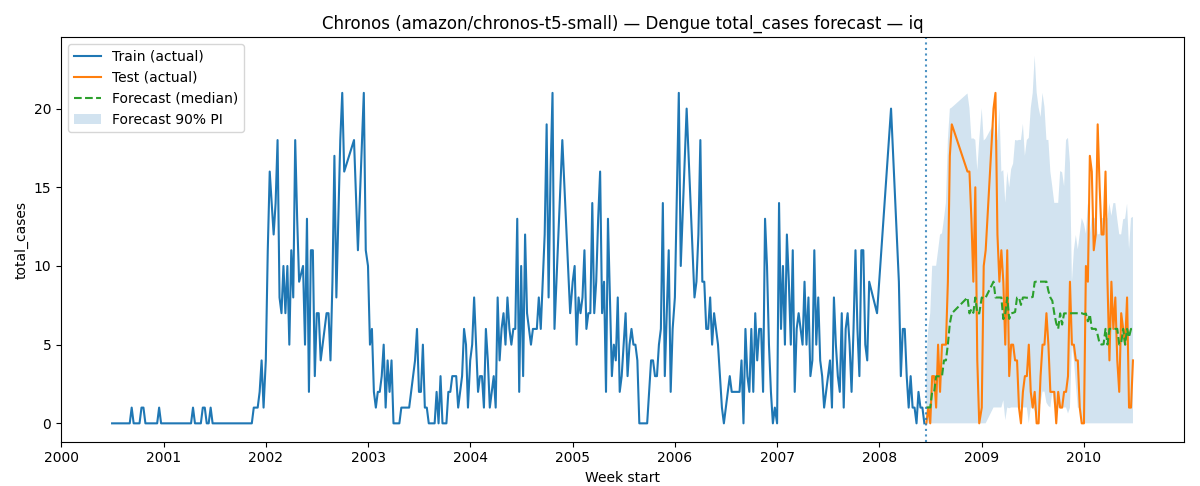 Chronos (amazon/chronos-t5-small) — Dengue total_cases forecast — iq
Train (actual)
Test (actual)
Forecast (median)
Forecast 90% PI
total_cases
20
15
10
5
0
2000 2001 2002 2003 2004 2005 2006 2007 2008 2009 2010
Week start